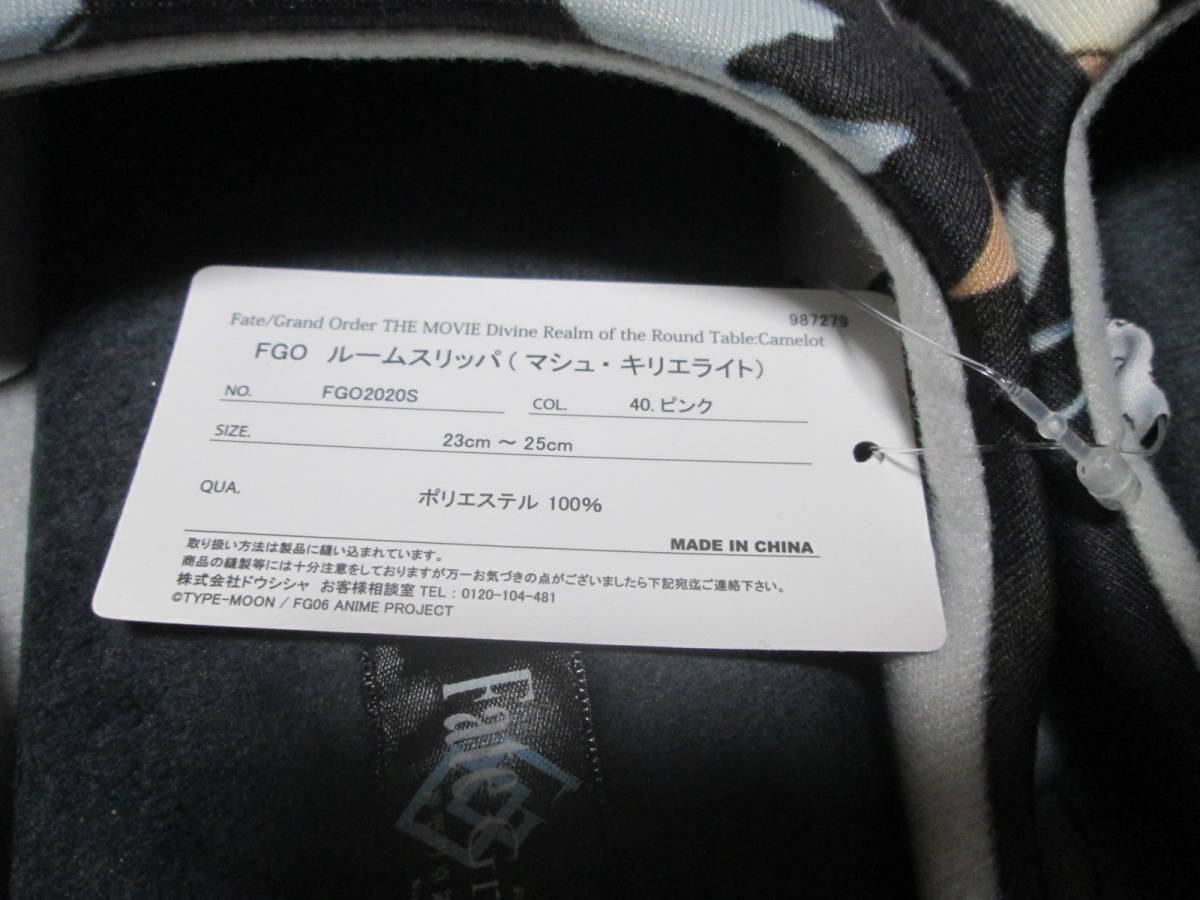 987279
Fate/Grand Order THE MOVIE Divine Realm of the Round Table:Camelot
FGO ルームスリッパ(マシュ・キリエライト)
NO. FGO2020S COL. 40.ピンク
SIZE. 23cm ～ 25cm
QUA. ポリエステル 100%
MADE IN CHINA
取り扱い方法は製品に縫い込まれています。
商品の縫製等には十分注意をしておりますが万一お気づきの点がございましたら下記宛迄ご連絡下さい。
株式会社ドウシシャ お客様相談室 TEL : 0120-104-481
©TYPE-MOON / FG06 ANIME PROJECT
Fate